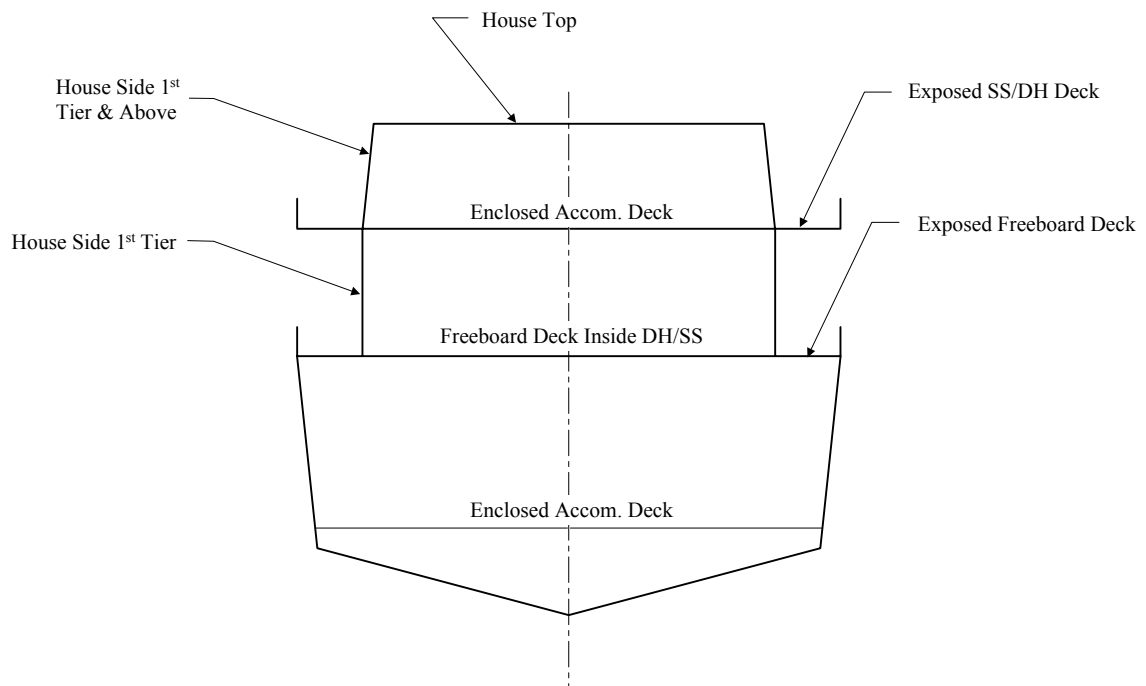 House Top
House Side 1st
Tier & Above
Exposed SS/DH Deck
Enclosed Accom. Deck
House Side 1st Tier
Exposed Freeboard Deck
Freeboard Deck Inside DH/SS
Enclosed Accom. Deck